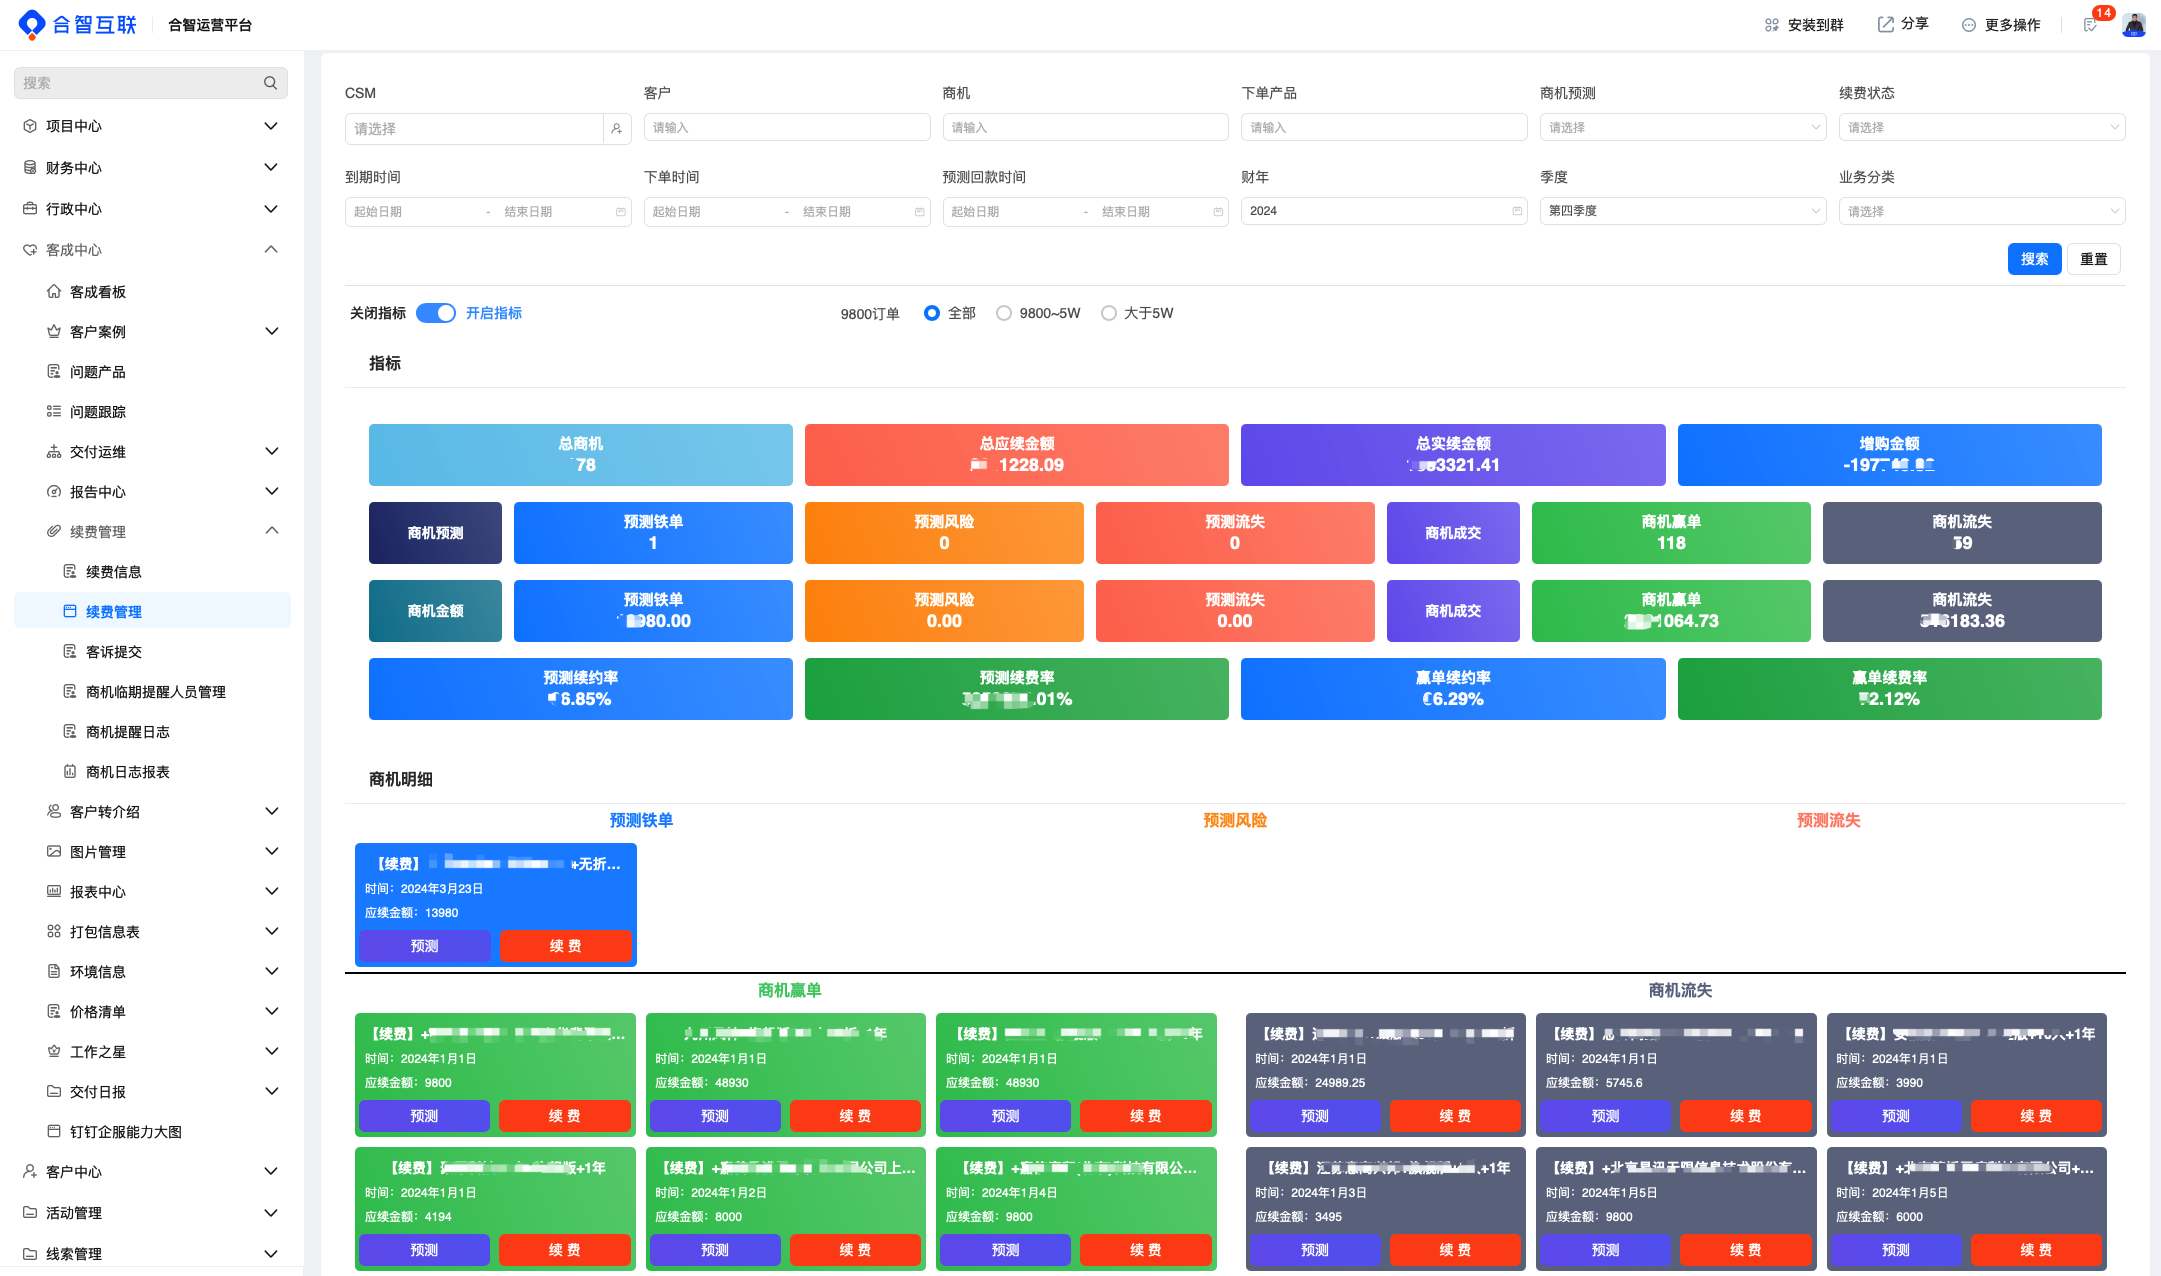 合智互联
合智运营平台
安装到群
分享
更多操作
14
搜索
项目中心
财务中心
行政中心
客成中心
客成看板
客户案例
问题产品
问题跟踪
交付运维
报告中心
续费管理
续费信息
续费管理
客诉提交
商机临期提醒人员管理
商机提醒日志
商机日志报表
客户转介绍
图片管理
报表中心
打包信息表
环境信息
价格清单
工作之星
交付日报
钉钉企服能力大图
客户中心
活动管理
线索管理
CSM
客户
商机
下单产品
商机预测
续费状态
请选择
请输入
请输入
请输入
请选择
请选择
到期时间
下单时间
预测回款时间
财年
季度
业务分类
起始日期 - 结束日期
起始日期 - 结束日期
起始日期 - 结束日期
2024
第四季度
请选择
搜索
重置
关闭指标
开启指标
9800订单
全部
9800~5W
大于5W
指标
总商机
78
总应续金额
1228.09
总实续金额
3321.41
增购金额
-197
商机预测
预测铁单
1
预测风险
0
预测流失
0
商机成交
商机赢单
118
商机流失
9
商机金额
预测铁单
980.00
预测风险
0.00
预测流失
0.00
商机成交
商机赢单
064.73
商机流失
183.36
预测续约率
6.85%
预测续费率
.01%
赢单续约率
6.29%
赢单续费率
2.12%
商机明细
预测铁单
预测风险
预测流失
【续费】 +无折...
时间：2024年3月23日
应续金额：13980
预测
续 费
商机赢单
商机流失
【续费】+ ...
时间：2024年1月1日
应续金额：9800
预测
续 费
年
时间：2024年1月1日
应续金额：48930
预测
续 费
【续费】 年
时间：2024年1月1日
应续金额：48930
预测
续 费
【续费】
时间：2024年1月1日
应续金额：24989.25
预测
续 费
【续费】
时间：2024年1月1日
应续金额：5745.6
预测
续 费
【续费】 人+1年
时间：2024年1月1日
应续金额：3990
预测
续 费
【续费】 版+1年
时间：2024年1月1日
应续金额：4194
预测
续 费
【续费】+ 公司上...
时间：2024年1月2日
应续金额：8000
预测
续 费
【续费】+ 有限公...
时间：2024年1月4日
应续金额：9800
预测
续 费
【续费】 +1年
时间：2024年1月3日
应续金额：3495
预测
续 费
【续费】+北京 ...
时间：2024年1月5日
应续金额：9800
预测
续 费
【续费】+ 公司+...
时间：2024年1月5日
应续金额：6000
预测
续 费